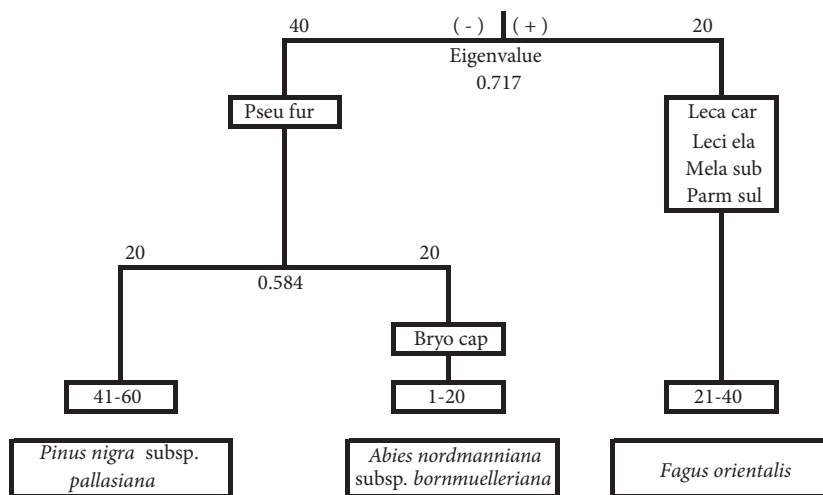 40 ( - ) ( + ) 20
Eigenvalue
0.717
Pseu fur
Leca car
Leci ela
Mela sub
Parm sul
20 20
0.584
Bryo cap
41-60 1-20 21-40
Pinus nigra subsp.
pallasiana
Abies nordmanniana
subsp. bornmuelleriana
Fagus orientalis